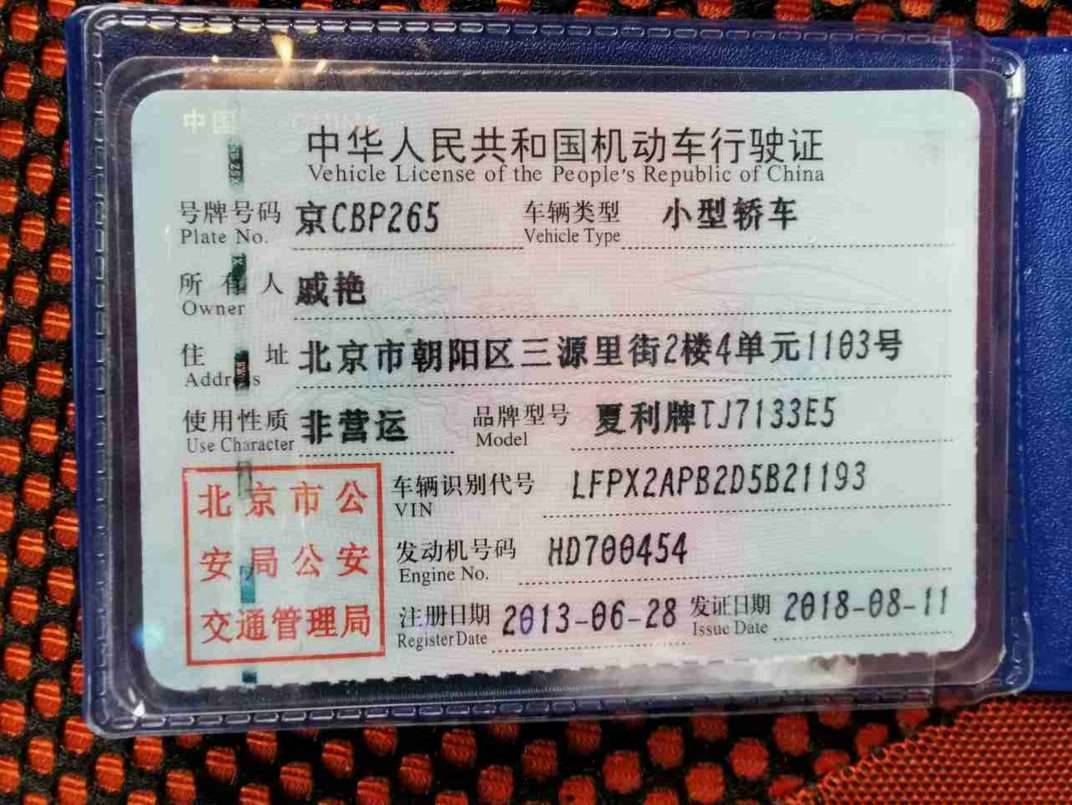 中国 CHINA
中华人民共和国机动车行驶证
Vehicle License of the People's Republic of China
号牌号码 京CBP265 车辆类型 小型轿车
Plate No. Vehicle Type
所有人 戚艳
Owner
住址 北京市朝阳区三源里街2楼4单元1103号
Address
使用性质 非营运 品牌型号 夏利牌TJ7133E5
Use Character Model
北京市公
安局公安
交通管理局
车辆识别代号 LFPX2APB2D5B21193
VIN
发动机号码 HD700454
Engine No.
注册日期 2013-06-28 发证日期 2018-08-11
Register Date Issue Date